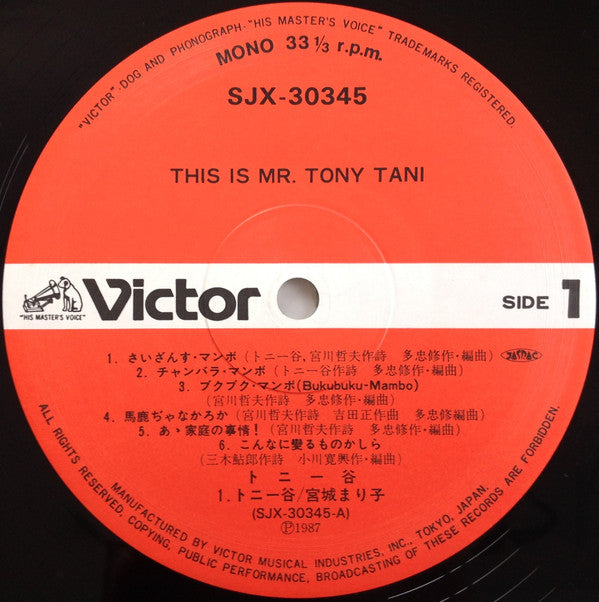 "VICTOR"-DOG AND PHONOGRAPH-"HIS MASTER'S VOICE" TRADEMARKS REGISTERED.
MONO 33 1/3 r.p.m.
SJX-30345
THIS IS MR. TONY TANI
"HIS MASTER'S VOICE"
Victor
SIDE 1
1. さいざんす・マンボ (トニー谷,宮川哲夫作詩 多忠修作・編曲) JASRAC
2. チャンバラ・マンボ (トニー谷作詩 多忠修作・編曲)
3. ブクブク・マンボ(Bukubuku-Mambo)
(宮川哲夫作詩 多忠修作・編曲)
4. 馬鹿ぢゃなかろか (宮川哲夫作詩 吉田正作曲 多忠修編曲)
5. あゝ家庭の事情! (宮川哲夫作詩 多忠修作・編曲)
6. こんなに變るものかしら
(三木鮎郎作詩 小川寛興作・編曲)
トニー谷
1.トニー谷/宮城まり子
(SJX-30345-A)
Ⓟ1987
ALL RIGHTS RESERVED, COPYING, PUBLIC PERFORMANCE, BROADCASTING OF THESE RECORDS ARE FORBIDDEN.
MANUFACTURED BY VICTOR MUSICAL INDUSTRIES, INC., TOKYO, JAPAN.